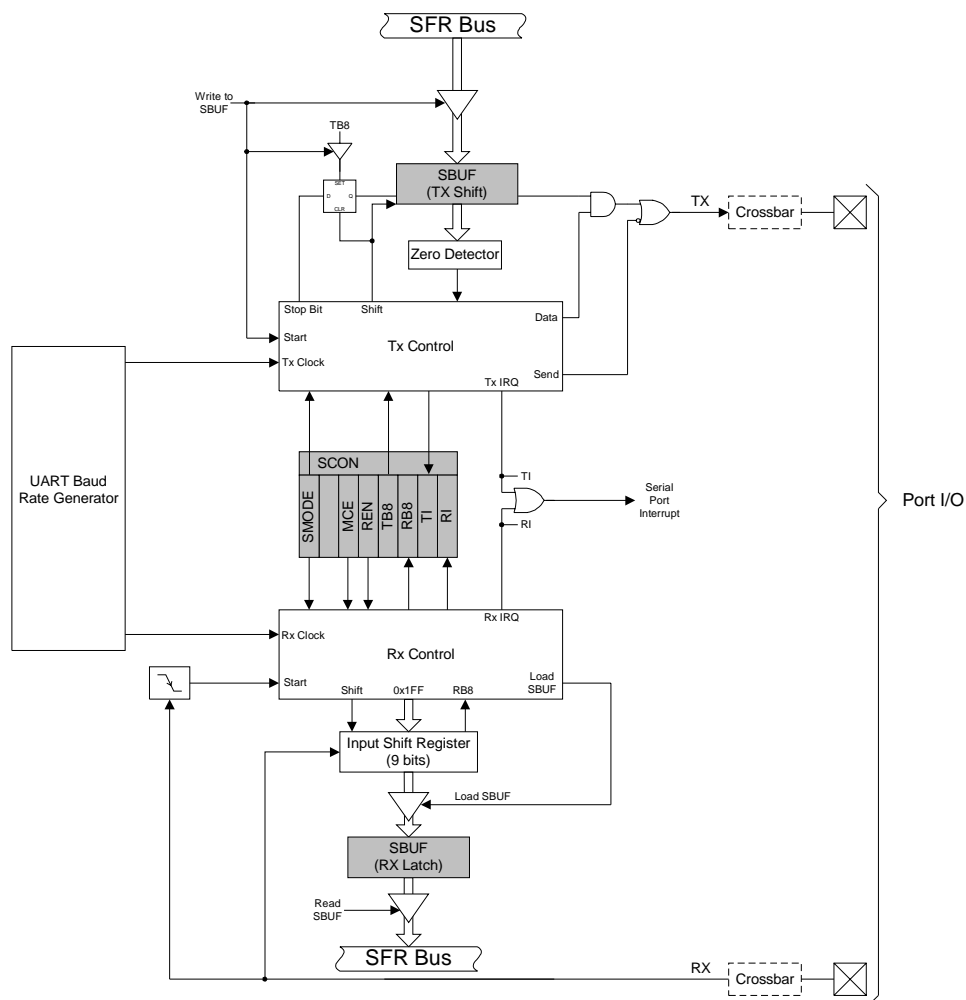 SFR Bus
Write to
SBUF
TB8
SET
D
Q
CLR
SBUF
(TX Shift)
TX
Crossbar
Zero Detector
Stop Bit
Shift
Data
Start
Tx Control
Tx Clock
Send
Tx IRQ
UART Baud
Rate Generator
SCON
SMODE
MCE
REN
TB8
RB8
TI
RI
TI
Serial
Port
Interrupt
RI
Port I/O
Rx IRQ
Rx Clock
Rx Control
Start
Load
SBUF
Shift
0x1FF
RB8
Input Shift Register
(9 bits)
Load SBUF
SBUF
(RX Latch)
Read
SBUF
SFR Bus
RX
Crossbar